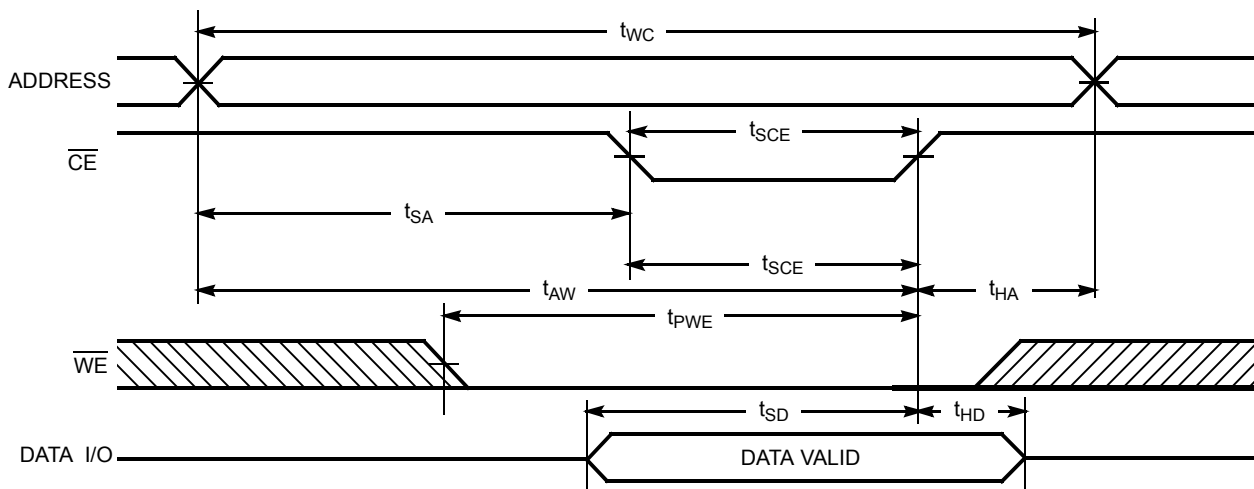 tWC
ADDRESS
tSCE
CE
tSA
tSCE
tAW
tHA
tPWE
WE
tSD
tHD
DATA I/O
DATA VALID